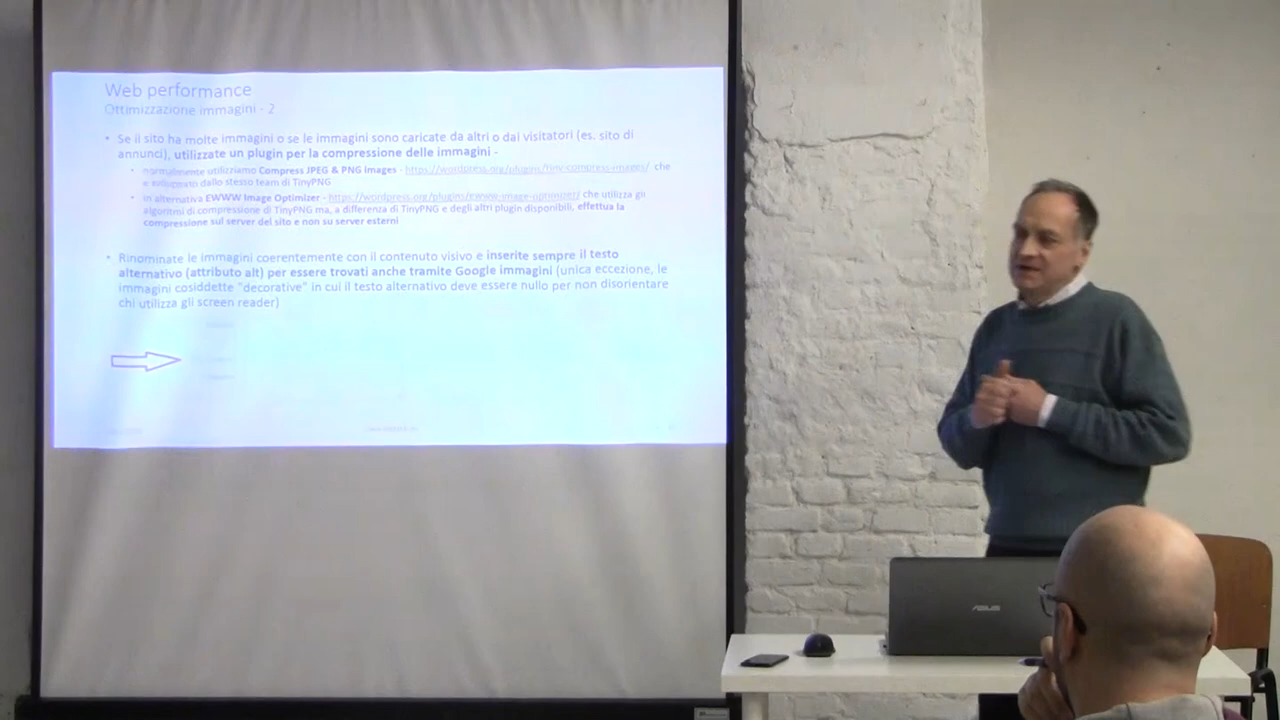 Web performance
Ottimizzazione immagini - 2
• Se il sito ha molte immagini o se le immagini sono caricate da altri o dai visitatori (es. sito di
annunci), utilizzate un plugin per la compressione delle immagini -
• normalmente utilizziamo Compress JPEG & PNG images - https://wordpress.org/plugins/tiny-compress-images/ che
è sviluppato dallo stesso team di TinyPNG
• In alternativa EWWW Image Optimizer - https://wordpress.org/plugins/ewww-image-optimizer/ che utilizza gli
algoritmi di compressione di TinyPNG ma, a differenza di TinyPNG e degli altri plugin disponibili, effettua la
compressione sul server del sito e non su server esterni
• Rinominate le immagini coerentemente con il contenuto visivo e inserite sempre il testo
alternativo (attributo alt) per essere trovati anche tramite Google immagini (unica eccezione, le
immagini cosiddette "decorative" in cui il testo alternativo deve essere nullo per non disorientare
chi utilizza gli screen reader)
ASUS